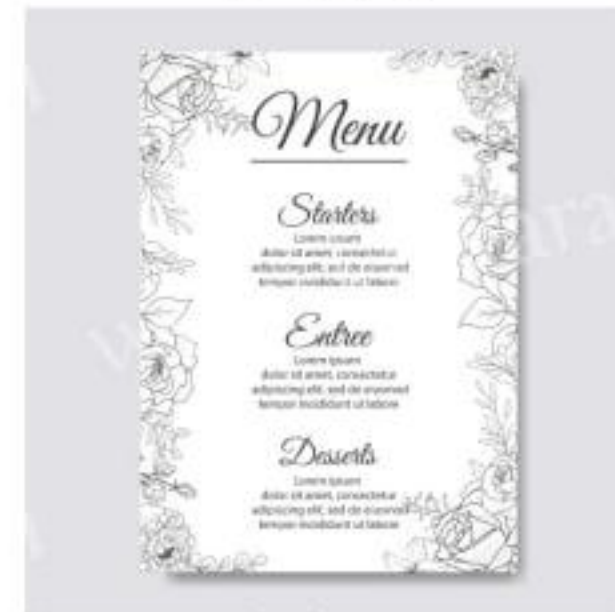 Menu
Starters
Lorem ipsum
dolor sit amet, consectetur
adipiscing elit, sed do eiusmod
tempor incididunt ut labore
Entree
Lorem ipsum
dolor sit amet, consectetur
adipiscing elit, sed do eiusmod
tempor incididunt ut labore
Desserts
Lorem ipsum
dolor sit amet, consectetur
adipiscing elit, sed do eiusmod
tempor incididunt ut labore